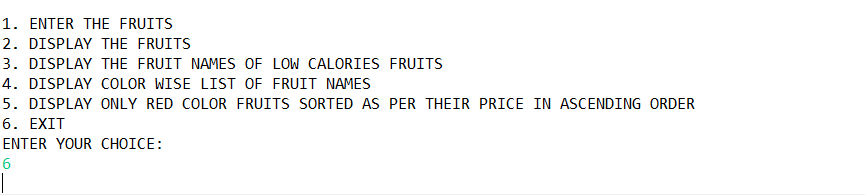 1. ENTER THE FRUITS
2. DISPLAY THE FRUITS
3. DISPLAY THE FRUIT NAMES OF LOW CALORIES FRUITS
4. DISPLAY COLOR WISE LIST OF FRUIT NAMES
5. DISPLAY ONLY RED COLOR FRUITS SORTED AS PER THEIR PRICE IN ASCENDING ORDER
6. EXIT
ENTER YOUR CHOICE:
6